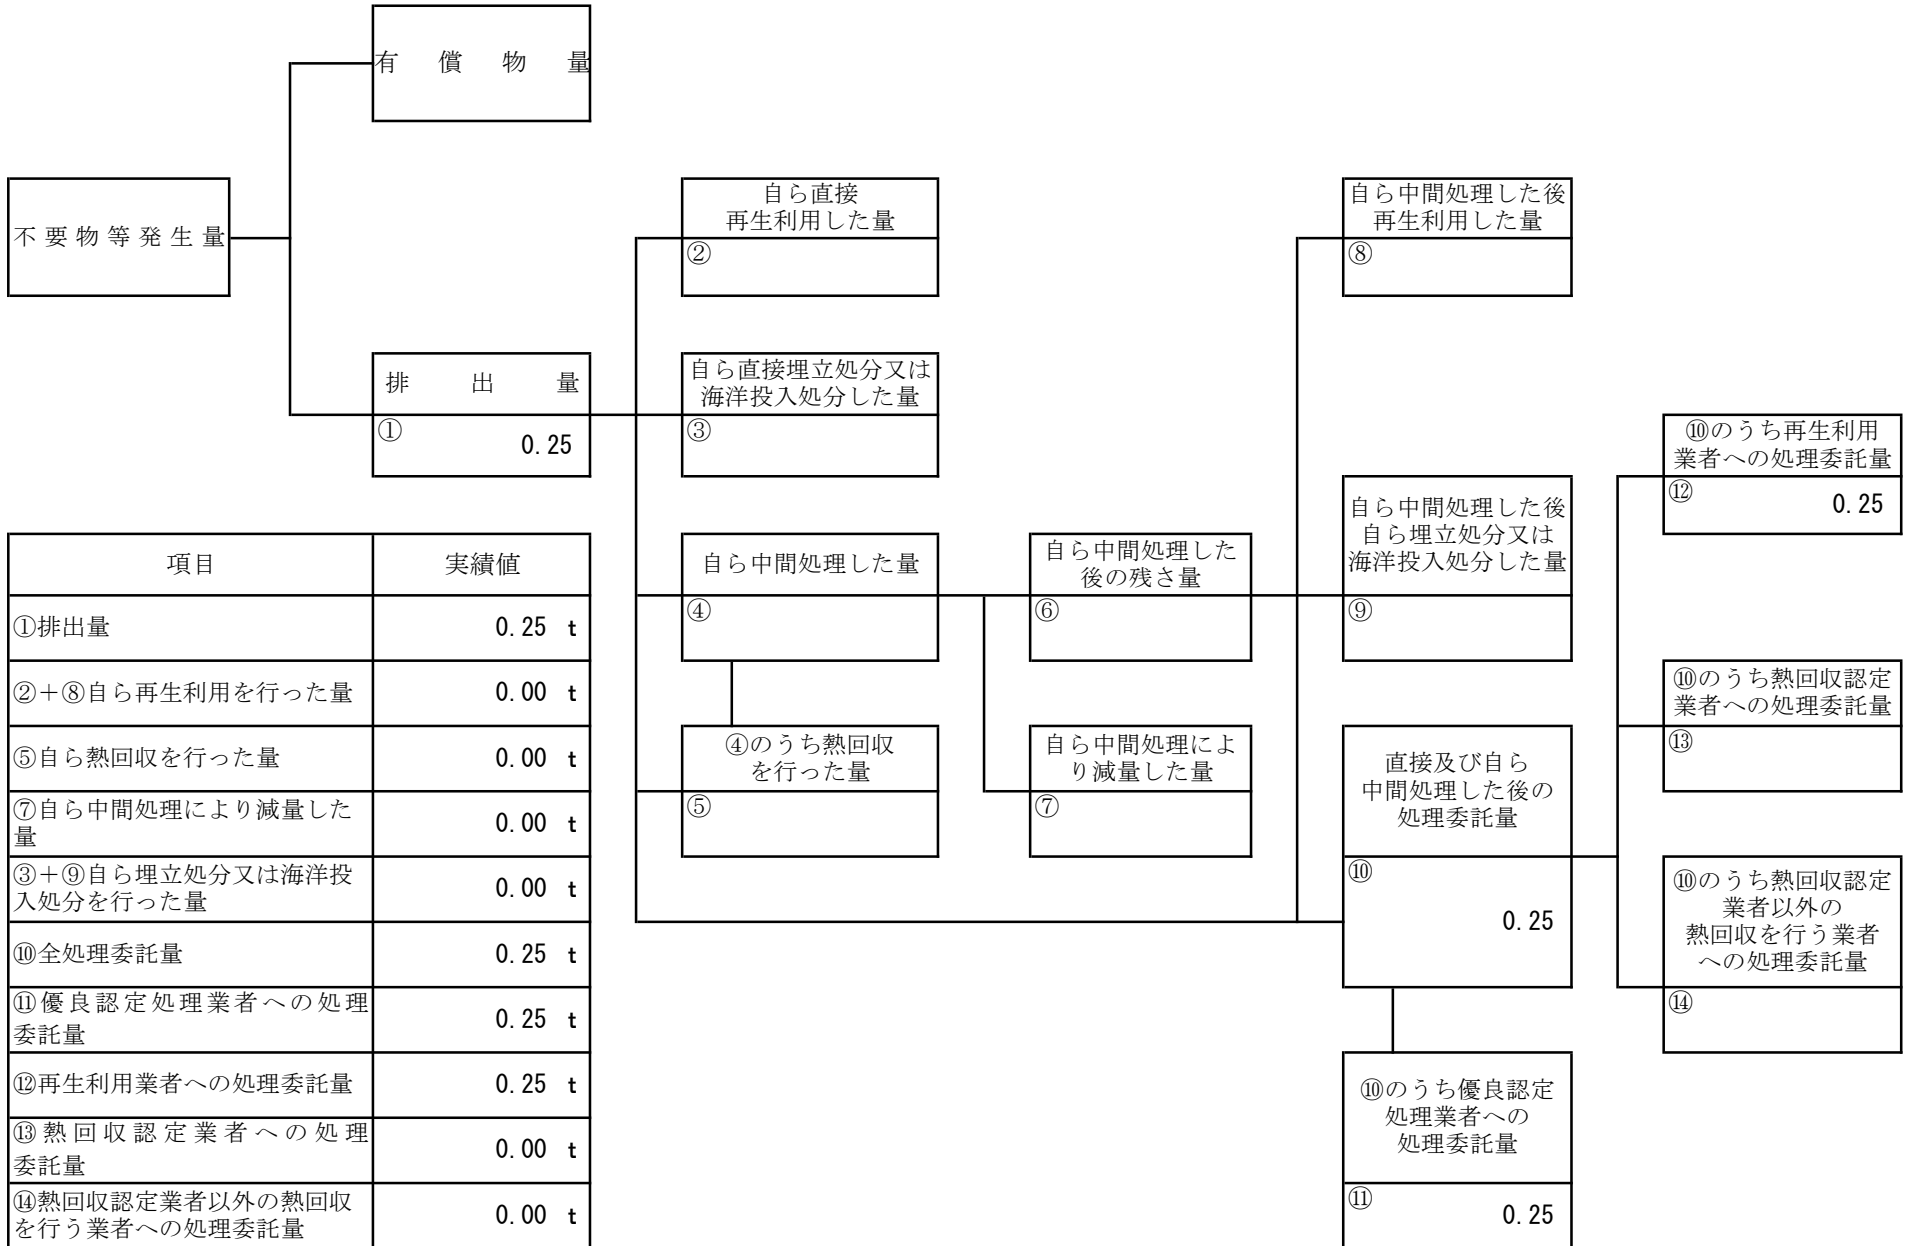 有償物量
不要物等発生量
自ら直接
再生利用した量
②
自ら中間処理した後
再生利用した量
⑧
排出量
①
0.25
自ら直接埋立処分又は
海洋投入処分した量
③
⑩のうち再生利用
業者への処理委託量
⑫
0.25
自ら中間処理した後
自ら埋立処分又は
海洋投入処分した量
⑨
自ら中間処理した量
④
自ら中間処理した
後の残さ量
⑥
⑩のうち熱回収認定
業者への処理委託量
⑬
④のうち熱回収
を行った量
⑤
自ら中間処理によ
り減量した量
⑦
直接及び自ら
中間処理した後の
処理委託量
⑩
0.25
⑩のうち熱回収認定
業者以外の
熱回収を行う業者
への処理委託量
⑭
⑩のうち優良認定
処理業者への
処理委託量
⑪
0.25
項目 実績値
①排出量 0.25 t
②＋⑧自ら再生利用を行った量 0.00 t
⑤自ら熱回収を行った量 0.00 t
⑦自ら中間処理により減量した
量 0.00 t
③＋⑨自ら埋立処分又は海洋投
入処分を行った量 0.00 t
⑩全処理委託量 0.25 t
⑪優良認定処理業者への処理
委託量 0.25 t
⑫再生利用業者への処理委託量 0.25 t
⑬熱回収認定業者への処理
委託量 0.00 t
⑭熱回収認定業者以外の熱回収
を行う業者への処理委託量 0.00 t